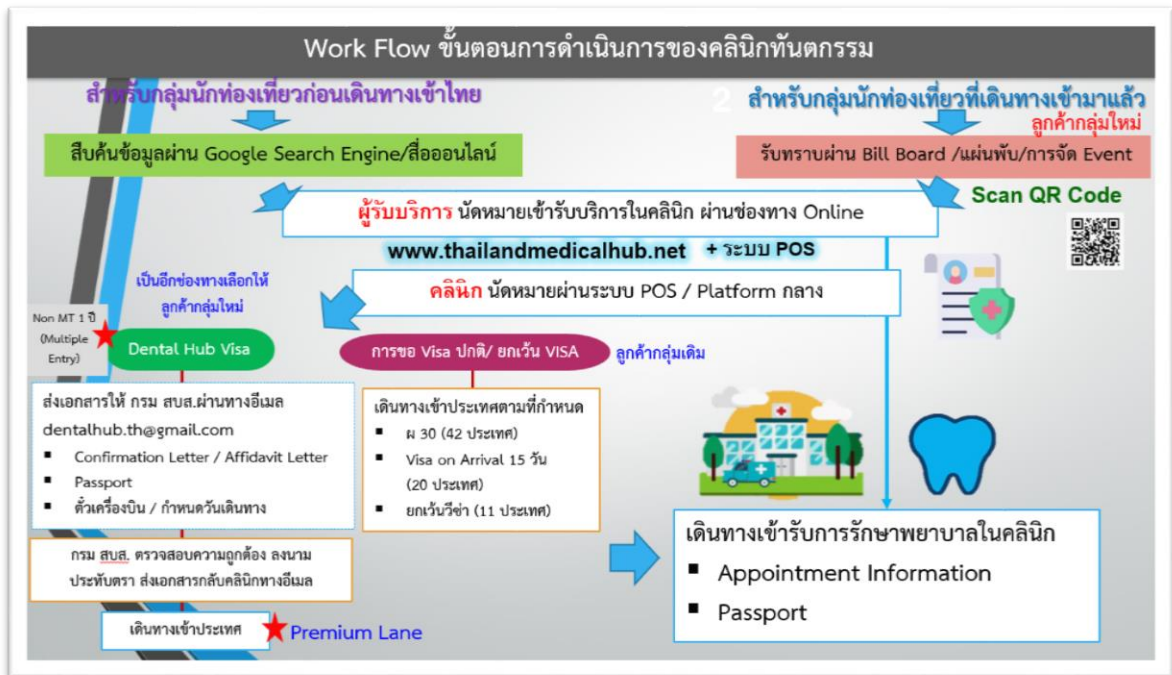 Work Flow ขั้นตอนการดำเนินการของคลินิกทันตกรรม
สำหรับกลุ่มนักท่องเที่ยวก่อนเดินทางเข้าไทย
สืบค้นข้อมูลผ่าน Google Search Engine/สื่อออนไลน์
2 สำหรับกลุ่มนักท่องเที่ยวที่เดินทางเข้ามาแล้ว
ลูกค้ากลุ่มใหม่
รับทราบผ่าน Bill Board /แผ่นพับ/การจัด Event
Scan QR Code
ผู้รับบริการ นัดหมายเข้ารับบริการในคลินิก ผ่านช่องทาง Online
www.thailandmedicalhub.net + ระบบ POS
คลินิก นัดหมายผ่านระบบ POS / Platform กลาง
เป็นอีกช่องทางเลือกให้
ลูกค้ากลุ่มใหม่
Non MT 1 ปี
(Multiple
Entry)
Dental Hub Visa
การขอ Visa ปกติ/ ยกเว้น VISA
ลูกค้ากลุ่มเดิม
ส่งเอกสารให้ กรม สบส.ผ่านทางอีเมล
dentalhub.th@gmail.com
▪ Confirmation Letter / Affidavit Letter
▪ Passport
▪ ตั๋วเครื่องบิน / กำหนดวันเดินทาง
กรม สบส. ตรวจสอบความถูกต้อง ลงนาม
ประทับตรา ส่งเอกสารกลับคลินิกทางอีเมล
เดินทางเข้าประเทศ
Premium Lane
เดินทางเข้าประเทศตามที่กำหนด
▪ ผ 30 (42 ประเทศ)
▪ Visa on Arrival 15 วัน
(20 ประเทศ)
▪ ยกเว้นวีซ่า (11 ประเทศ)
เดินทางเข้ารับการรักษาพยาบาลในคลินิก
▪ Appointment Information
▪ Passport